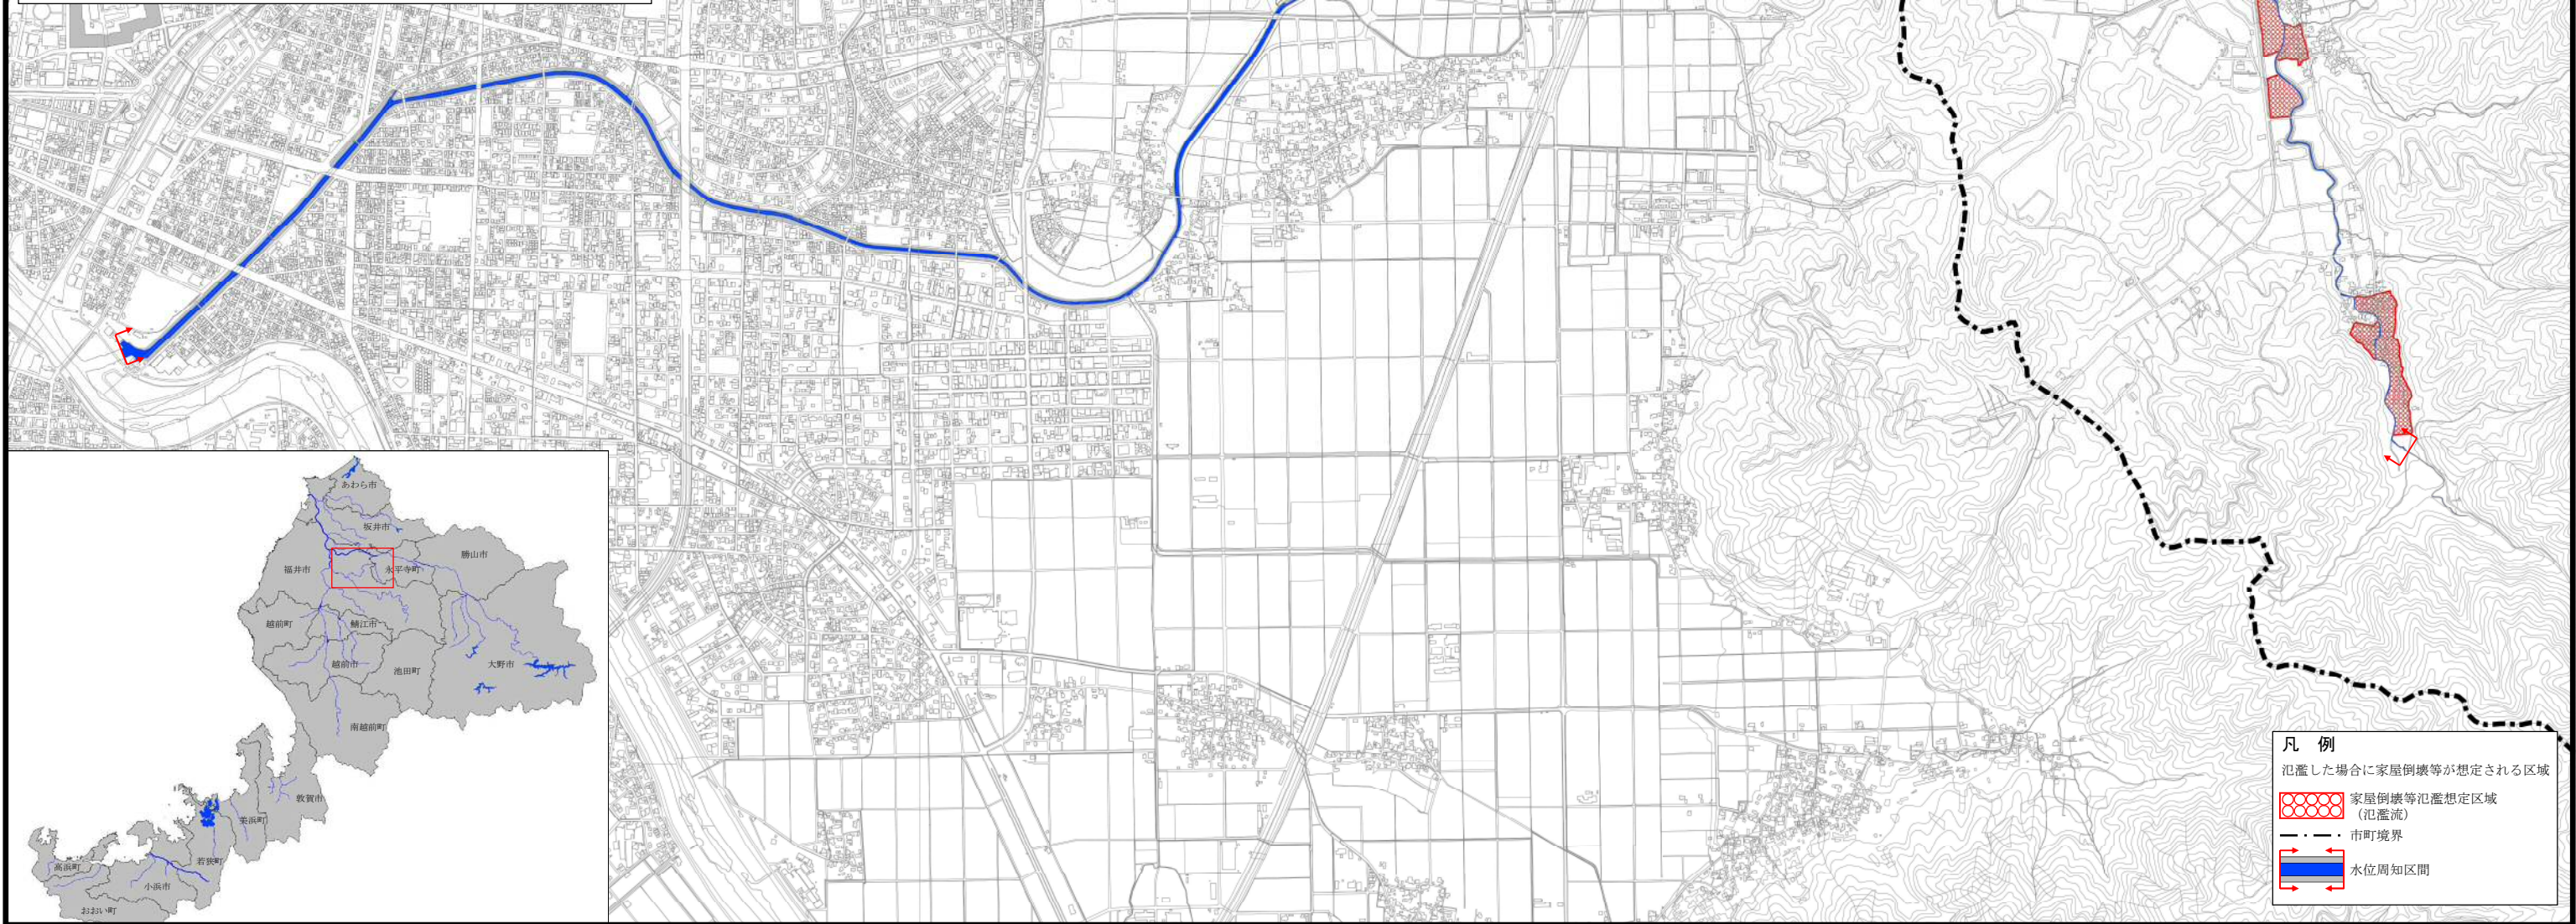 あわら市
坂井市
勝山市
福井市
永平寺町
越前町
鯖江市
越前市
池田町
大野市
南越前町
敦賀市
美浜町
若狭町
高浜町
小浜市
おおい町
凡 例
氾濫した場合に家屋倒壊等が想定される区域
家屋倒壊等氾濫想定区域
(氾濫流)
市町境界
水位周知区間